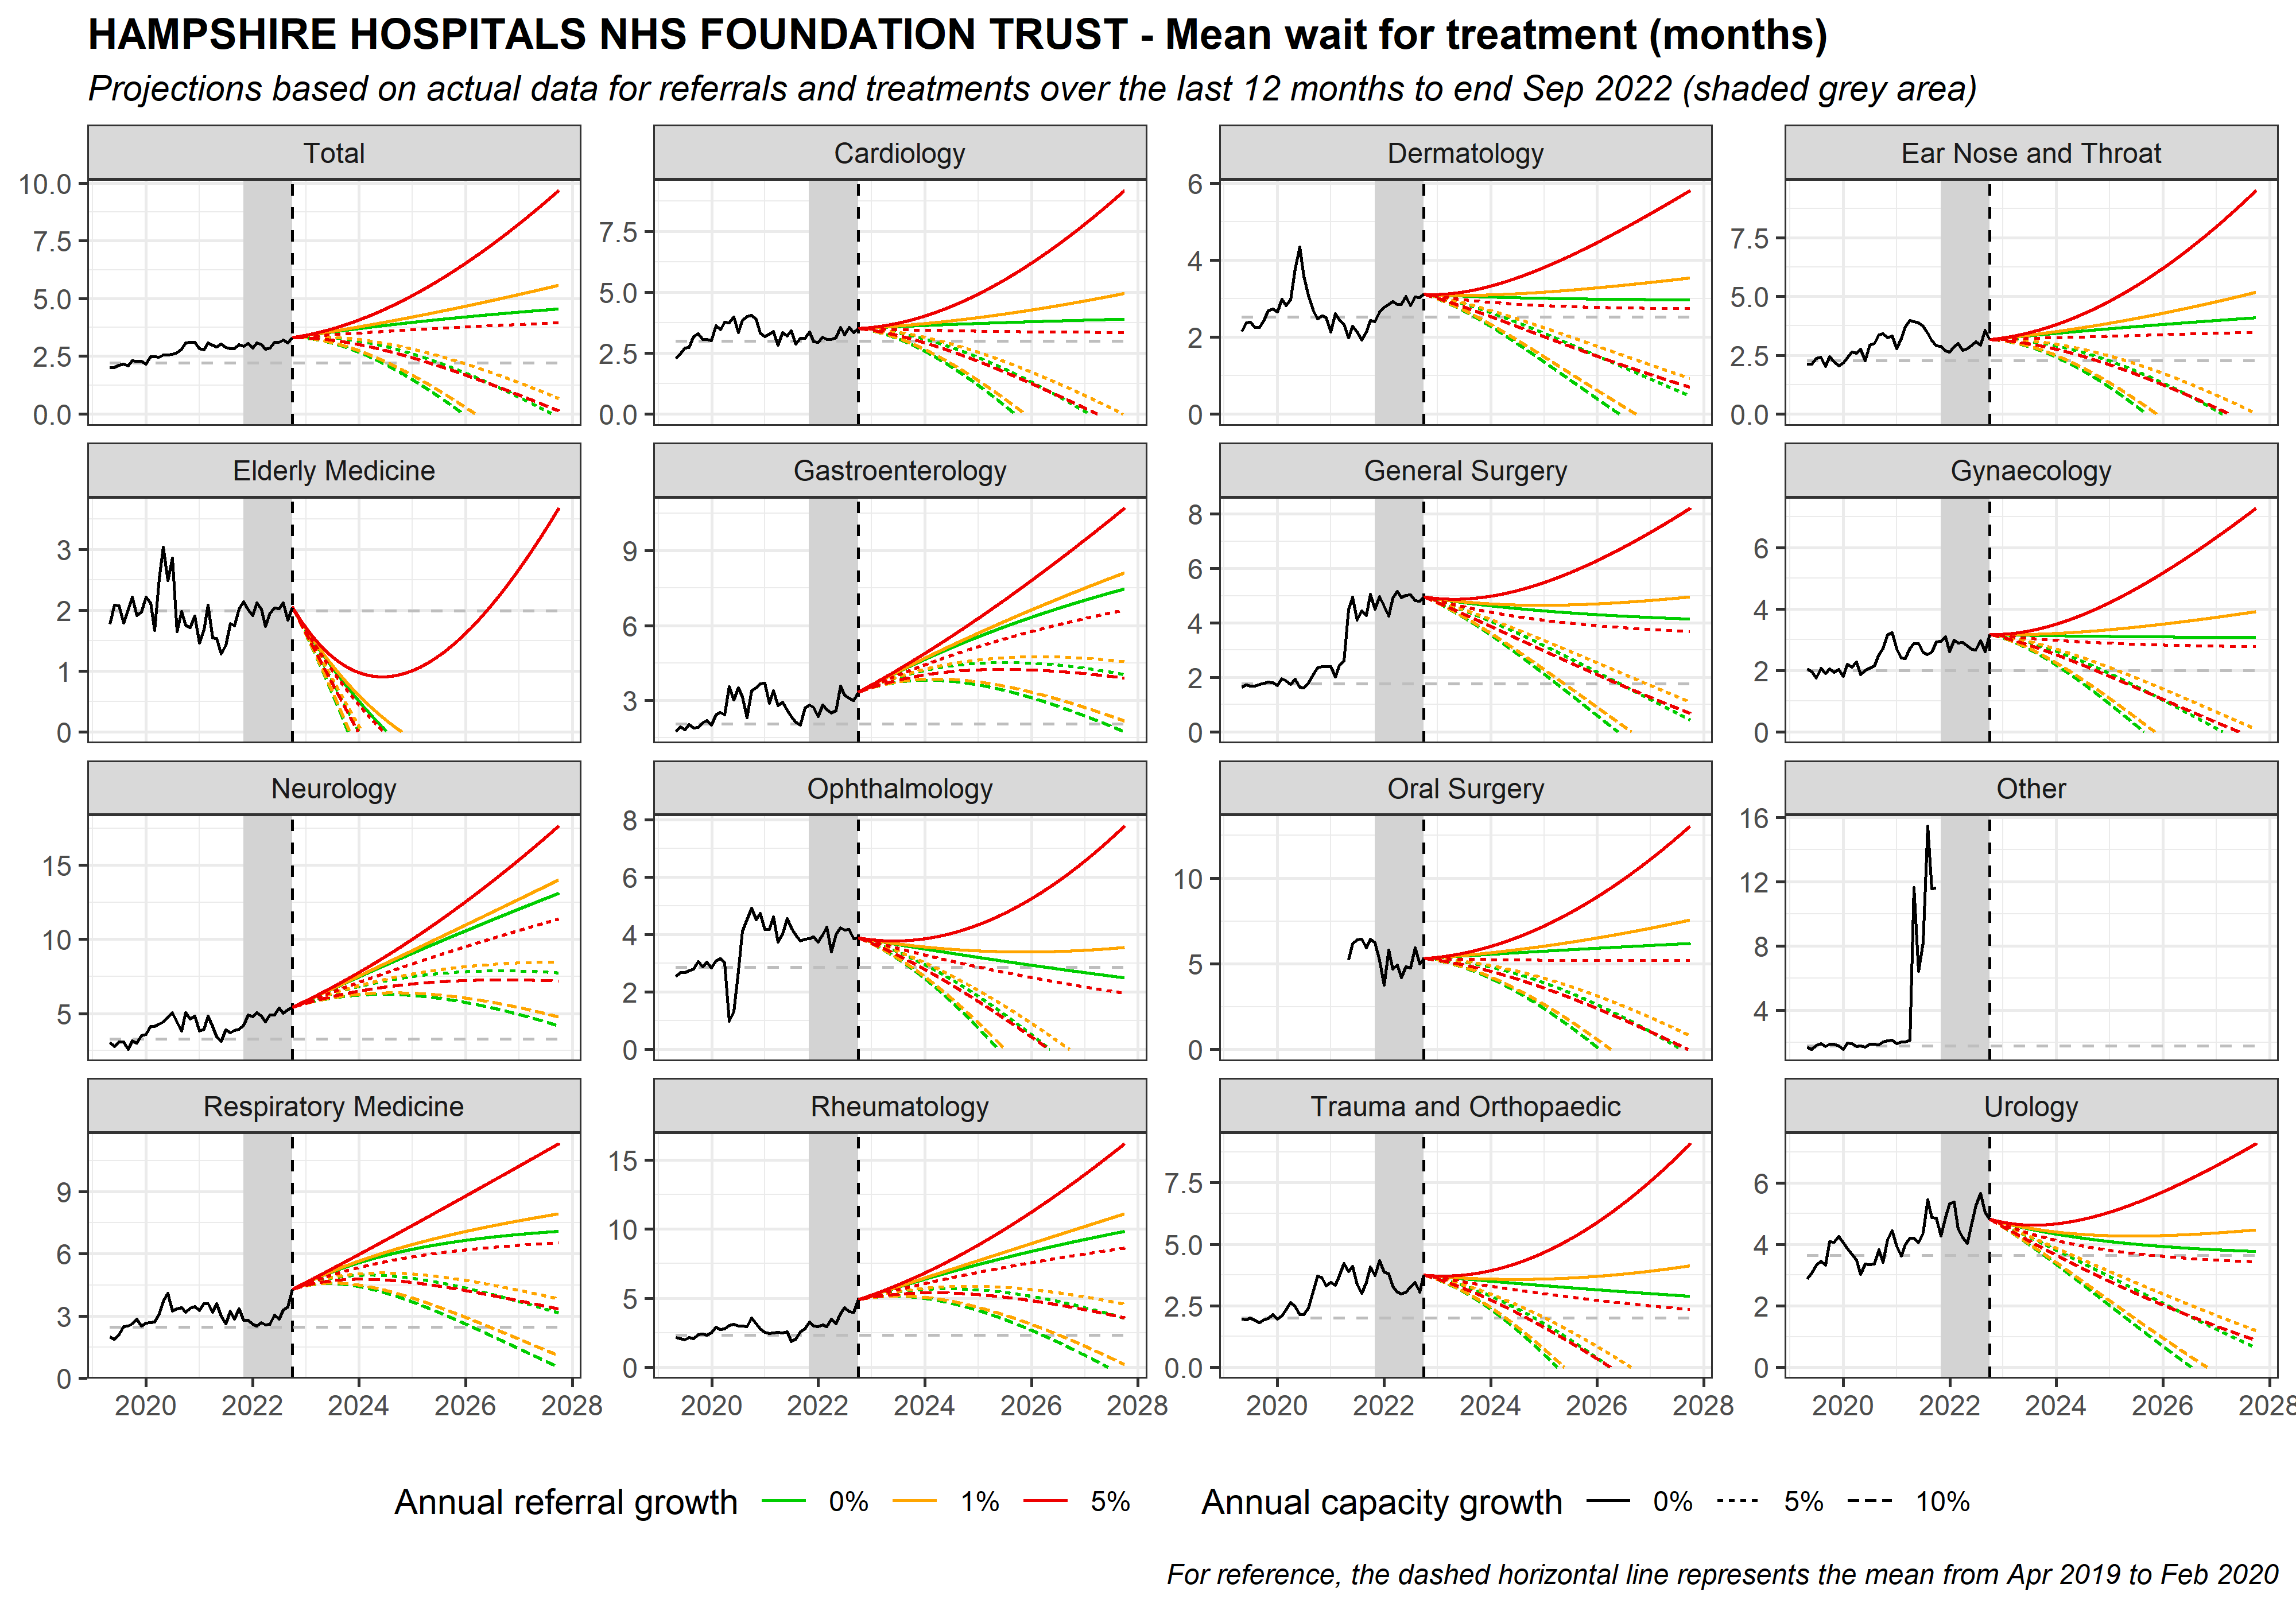 HAMPSHIRE HOSPITALS NHS FOUNDATION TRUST - Mean wait for treatment (months)
Projections based on actual data for referrals and treatments over the last 12 months to end Sep 2022 (shaded grey area)
Total Cardiology Dermatology Ear Nose and Throat
10.0 7.5 5.0 2.5 0.0
7.5 5.0 2.5 0.0
6 4 2 0
7.5 5.0 2.5 0.0
Elderly Medicine Gastroenterology General Surgery Gynaecology
3 2 1 0
9 6 3
8 6 4 2 0
6 4 2 0
Neurology Ophthalmology Oral Surgery Other
15 10 5
8 6 4 2 0
10 5 0
16 12 8 4
Respiratory Medicine Rheumatology Trauma and Orthopaedic Urology
9 6 3 0
15 10 5 0
7.5 5.0 2.5 0.0
6 4 2 0
2020 2022 2024 2026 2028 2020 2022 2024 2026 2028 2020 2022 2024 2026 2028 2020 2022 2024 2026 2028
Annual referral growth 0% 1% 5% Annual capacity growth 0% 5% 10%
For reference, the dashed horizontal line represents the mean from Apr 2019 to Feb 2020